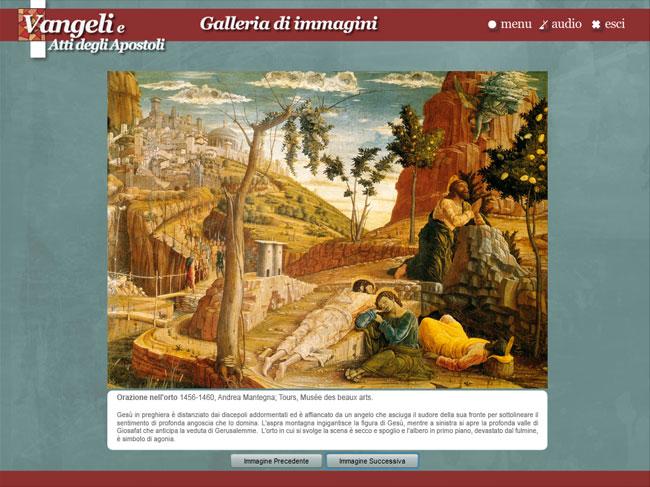 Vangeli e
Atti degli Apostoli
Galleria di immagini
menu audio esci
Orazione nell'orto 1456-1460, Andrea Mantegna; Tours, Musée des beaux arts.
Gesù in preghiera è distanziato dai discepoli addormentati ed è affiancato da un angelo che asciuga il sudore della sua fronte per sottolineare il
sentimento di profonda angoscia che lo domina. L'aspra montagna ingigantisce la figura di Gesù, mentre a sinistra si apre la profonda valle di
Giosafat che anticipa la veduta di Gerusalemme. L'orto in cui si svolge la scena è secco e spoglio e l'albero in primo piano, devastato dal fulmine,
è simbolo di agonia.
Immagine Precedente
Immagine Successiva